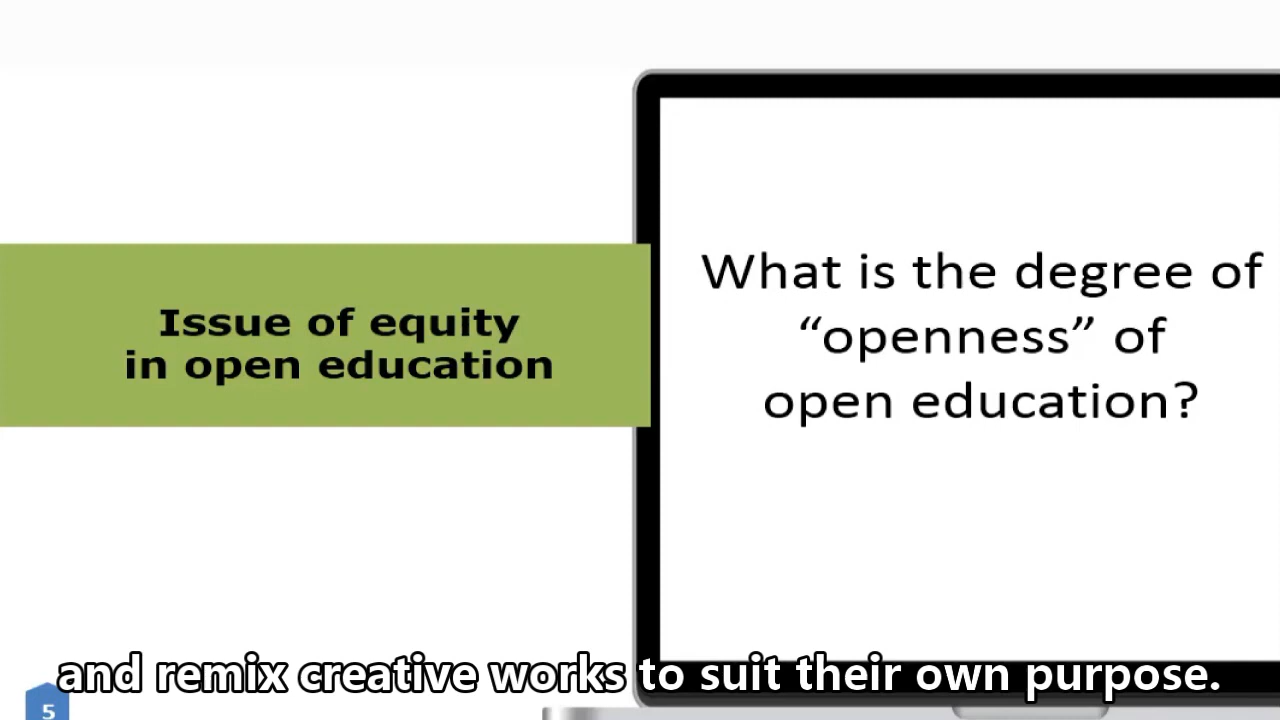 Issue of equity
in open education
What is the degree of
“openness” of
open education?
and remix creative works to suit their own purpose.
5